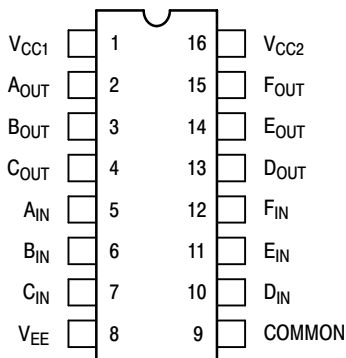 VCC1 1 16 VCC2
AOUT 2 15 FOUT
BOUT 3 14 EOUT
COUT 4 13 DOUT
AIN 5 12 FIN
BIN 6 11 EIN
CIN 7 10 DIN
VEE 8 9 COMMON